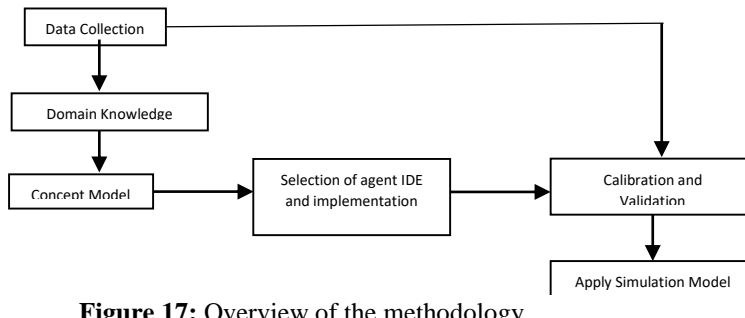 Data Collection
Domain Knowledge
Concept Model
Selection of agent IDE
and implementation
Calibration and
Validation
Apply Simulation Model
Figure 17: Overview of the methodology